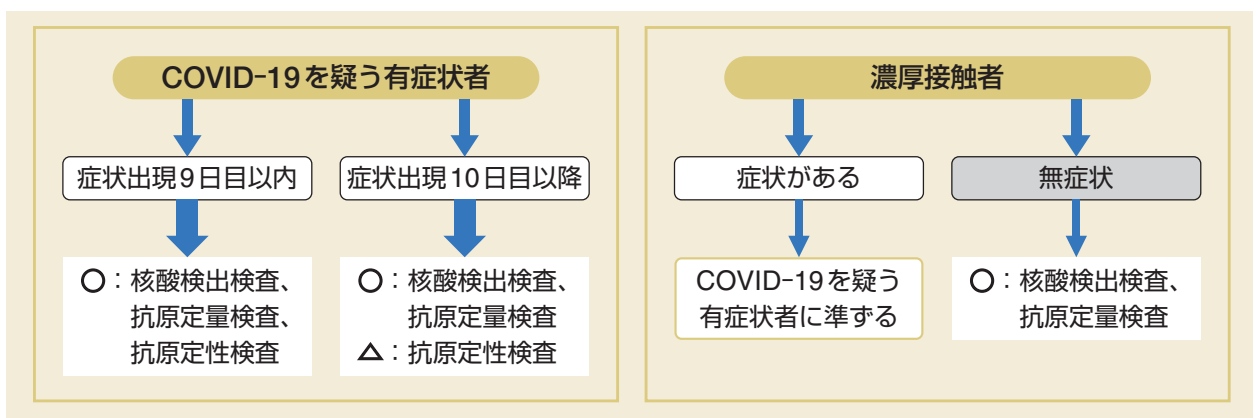 COVID-19を疑う有症状者
症状出現9日目以内
症状出現10日目以降
○：核酸検出検査、
抗原定量検査、
抗原定性検査
○：核酸検出検査、
抗原定量検査
△：抗原定性検査
濃厚接触者
症状がある
無症状
COVID-19を疑う
有症状者に準ずる
○：核酸検出検査、
抗原定量検査